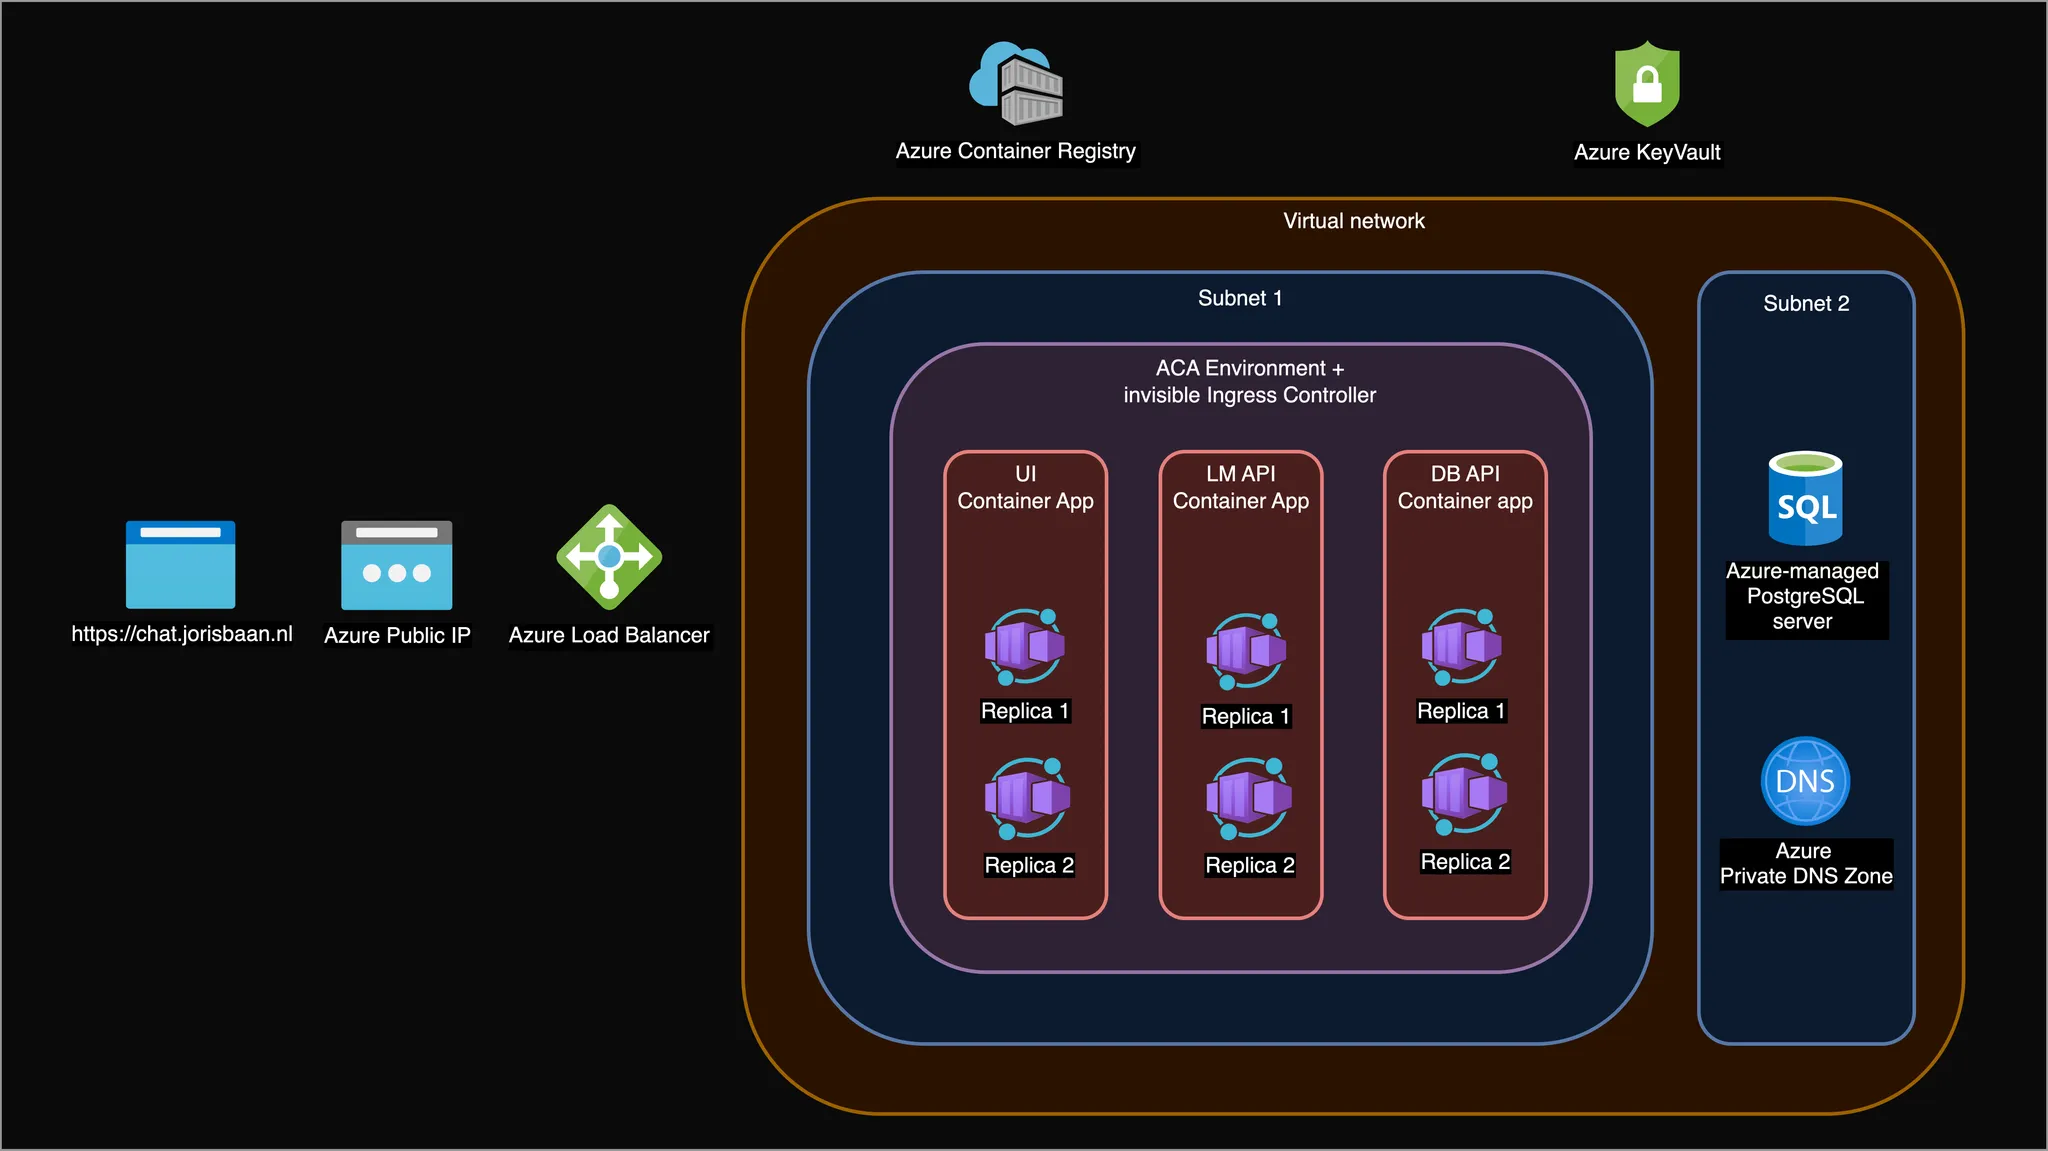 Azure Container Registry
Azure KeyVault
Virtual network
Subnet 1
Subnet 2
ACA Environment +
invisible Ingress Controller
UI
Container App
LM API
Container App
DB API
Container app
SQL
Azure-managed
PostgreSQL
server
https://chat.jorisbaan.nl
Azure Public IP
Azure Load Balancer
Replica 1
Replica 1
Replica 1
Replica 2
Replica 2
Replica 2
DNS
Azure
Private DNS Zone